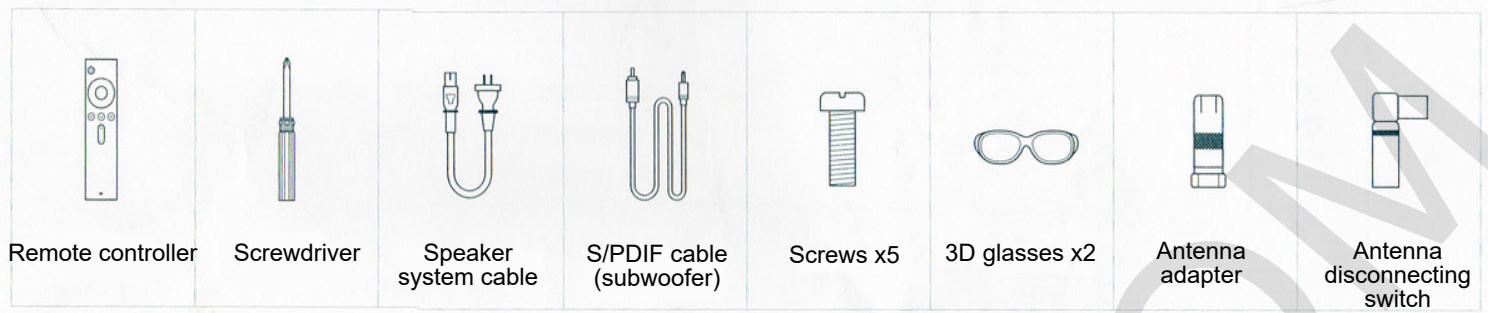 Remote controller
Screwdriver
Speaker
system cable
S/PDIF cable
(subwoofer)
Screws x5
3D glasses x2
Antenna
adapter
Antenna
disconnecting
switch
OM